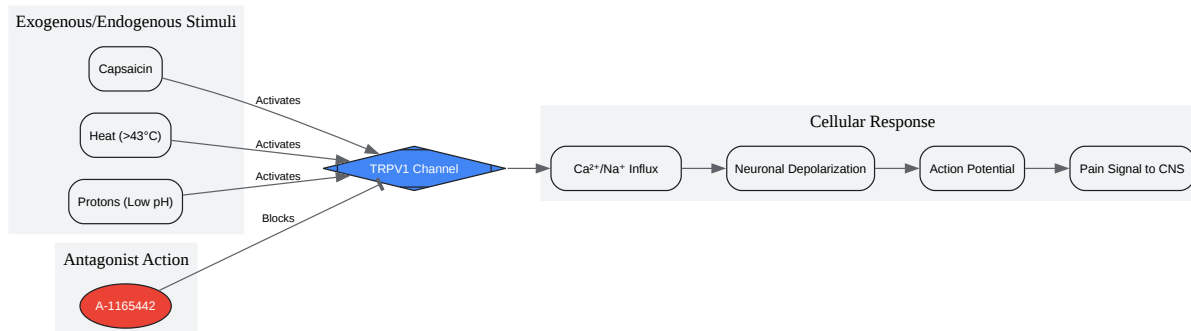 Exogenous/Endogenous Stimuli
Capsaicin
Activates
Heat (>43°C)
Activates
Protons (Low pH)
Activates
TRPV1 Channel
Blocks
Antagonist Action
A-1165442
Cellular Response
Ca²⁺/Na⁺ Influx
Neuronal Depolarization
Action Potential
Pain Signal to CNS